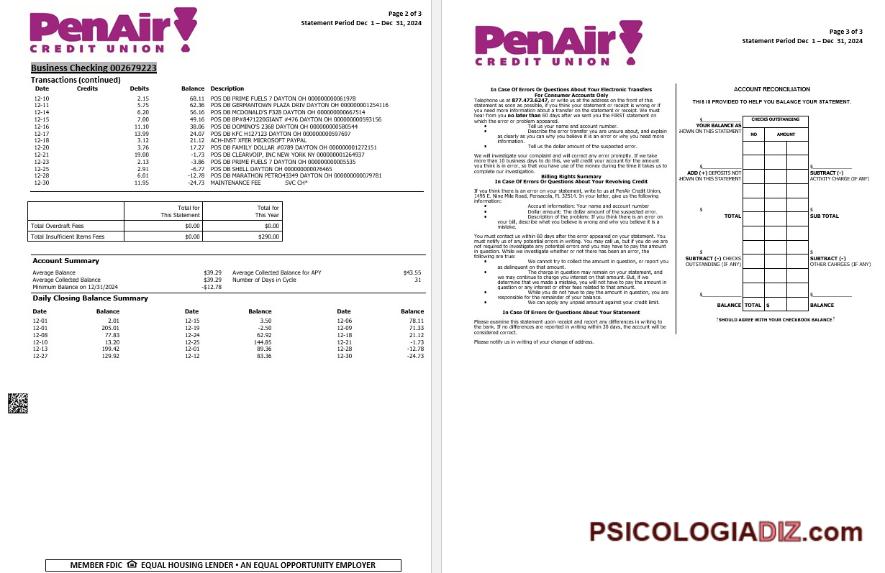 Page 2 of 3
Statement Period Dec 1 – Dec 31, 2024
PenAir
CREDIT UNION
Business Checking 002679223
Transactions (continued)
Date Credits Debits Balance Description
12-10 2.15 68.11 POS DB PRIME FUELS 7 DAYTON OH
12-11 5.75 62.36 POS DB GERMANTOWN PLAZA DRIV DAYTON OH
12-14 6.20 56.16 POS DB MCDONALD'S F328 DAYTON OH
12-15 7.00 49.16 POS DB DAYTON OH
12-16 11.10 38.06 POS DB DOMINO'S 2368 DAYTON OH
12-17 13.99 24.07 POS DB KFC H127123 DAYTON OH
12-18 3.12 21.12 ACH-INST XFER MICROSOFT PAYPAL
12-20 3.76 17.27 POS DB FAMILY DOLLAR #0789 DAYTON OH
12-21 19.00 -1.73 POS DB CLEARVOIP, INC NEW YORK NY
12-23 2.13 -3.86 POS DB PRIME FUELS 7 DAYTON OH
12-25 2.91 -6.77 POS DB SHELL DAYTON OH
12-28 6.01 -12.78 POS DB MARATHON DAYTON OH
12-30 11.95 -24.73 MAINTENANCE FEE SVC CH*
Total for This Statement Total for This Year
Total Overdraft Fees $0.00 $0.00
Total Insufficient Items Fees $0.00 $290.00
Account Summary
Average Balance $39.29 Average Collected Balance for APY $43.55
Average Collected Balance $39.29 Number of Days in Cycle 31
Minimum Balance on 12/31/2024 -$12.78
Daily Closing Balance Summary
Date Balance Date Balance Date Balance
12-01 2.01 12-15 3.50 12-06 78.11
12-01 205.01 12-19 -2.50 12-09 71.33
12-08 77.83 12-24 62.92 12-18 21.12
12-10 13.20 12-25 144.85 12-21 -1.73
12-13 199.42 12-01 89.36 12-28 -12.78
12-27 129.92 12-12 83.36 12-30 -24.73
MEMBER FDIC EQUAL HOUSING LENDER • AN EQUAL OPPORTUNITY EMPLOYER
Page 3 of 3
Statement Period Dec 1 – Dec 31, 2024
PenAir
CREDIT UNION
In Case Of Errors Or Questions About Your Electronic Transfers
For Consumer Accounts Only
Telephone us at 877.473.6247, or write us at the address on the front of this
statement as soon as possible, if you think your statement or receipt is wrong or if
you need more information about a transfer on the statement or receipt. We must
hear from you no later than 60 days after we sent you the FIRST statement on
which the error or problem appeared.
• Tell us your name and account number.
• Describe the error transfer you are unsure about, and explain
as clearly as you can why you believe it is an error or why you need more
information.
• Tell us the dollar amount of the suspected error.
We will investigate your complaint and will correct any error promptly. If we take
more than 10 business days to do this, we will credit your account for the amount
you think is in error, so that you have use of the money during the time it takes us to
complete our investigation.
Billing Rights Summary
In Case Of Errors Or Questions About Your Revolving Credit
If you think there is an error on your statement, write to us at PenAir Credit Union,
1495 E. Nine Mile Road, Pensacola, FL 32514. In your letter, give us the following
information:
• Account information: Your name and account number
• Dollar amount: The dollar amount of the suspected error.
• Description of the problem: If you think there is an error on
your bill, describe what you believe is wrong and why you believe it is a
mistake.
You must contact us within 60 days after the error appeared on your statement. You
must notify us of any potential errors in writing. You may call us, but if you do we are
not required to investigate any potential errors and you may have to pay the amount
in question. While we investigate whether or not there has been an error, the
following are true:
• We cannot try to collect the amount in question, or report you
as delinquent on that amount.
• The charge in question may remain on your statement, and
we may continue to charge you interest on that amount. But, if we
determine that we made a mistake, you will not have to pay the amount in
question or any interest or other fees related to that amount.
• While you do not have to pay the amount in question, you are
responsible for the remainder of your balance.
• We can apply any unpaid amount against your credit limit.
In Case Of Errors Or Questions About Your Statement
Please examine this statement upon receipt and report any differences in writing to
the bank. If no differences are reported in writing within 30 days, the account will be
considered correct.
Please notify us in writing of your change of address.
ACCOUNT RECONCILIATION
THIS IS PROVIDED TO HELP YOU BALANCE YOUR STATEMENT.
CHECKS OUTSTANDING
NO AMOUNT
$
YOUR BALANCE AS
SHOWN ON THIS STATEMENT
$ $
ADD (+) DEPOSITS NOT SUBTRACT (-)
SHOWN ON THIS STATEMENT ACTIVITY CHARGE (IF ANY)
$ $
TOTAL SUB TOTAL
$ $
SUBTRACT (-) CHECKS SUBTRACT (-)
OUTSTANDING (IF ANY) OTHER CHARGES (IF ANY)
$ $
BALANCE TOTAL $ BALANCE
*SHOULD AGREE WITH YOUR CHECKBOOK BALANCE*
PSICOLOGIADIZ.com